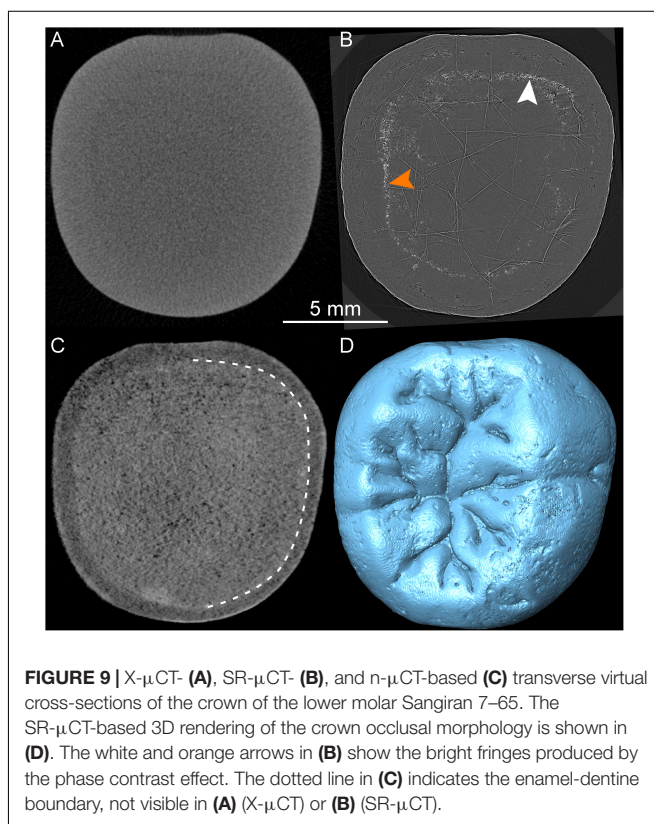 A
B
5 mm
C
D
FIGURE 9 | X-μCT- (A), SR-μCT- (B), and n-μCT-based (C) transverse virtual
cross-sections of the crown of the lower molar Sangiran 7–65. The
SR-μCT-based 3D rendering of the crown occlusal morphology is shown in
(D). The white and orange arrows in (B) show the bright fringes produced by
the phase contrast effect. The dotted line in (C) indicates the enamel-dentine
boundary, not visible in (A) (X-μCT) or (B) (SR-μCT).